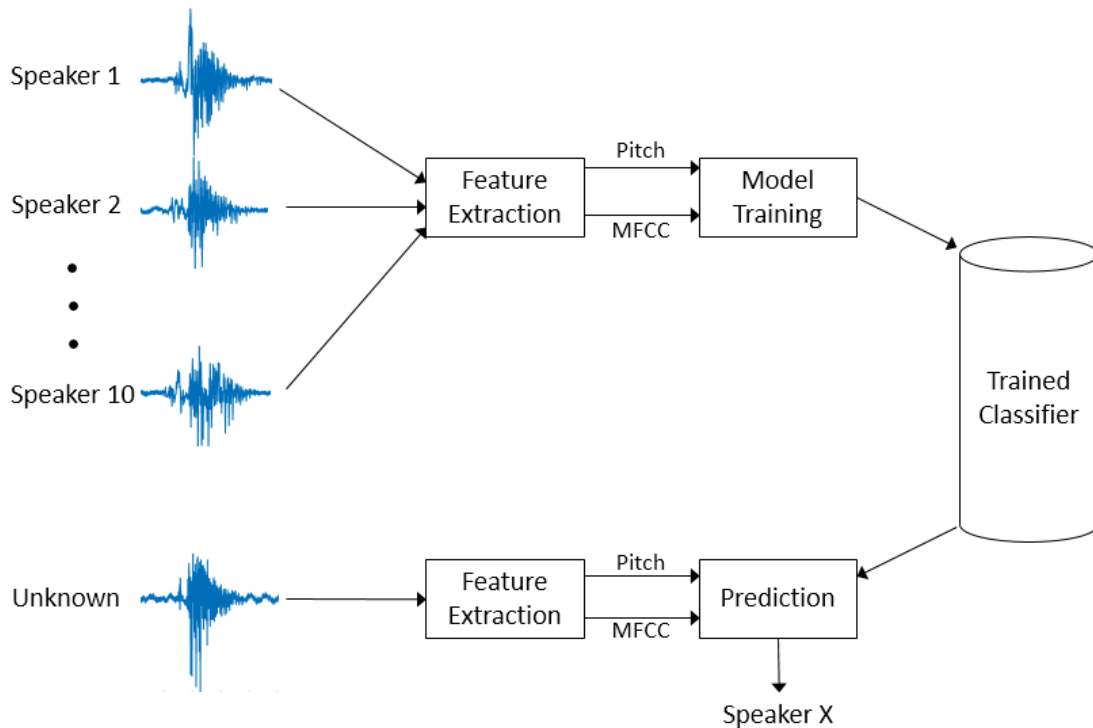 Speaker 1
Speaker 2
Speaker 10
Feature
Extraction
Pitch
MFCC
Model
Training
Trained
Classifier
Unknown
Feature
Extraction
Pitch
MFCC
Prediction
Speaker X